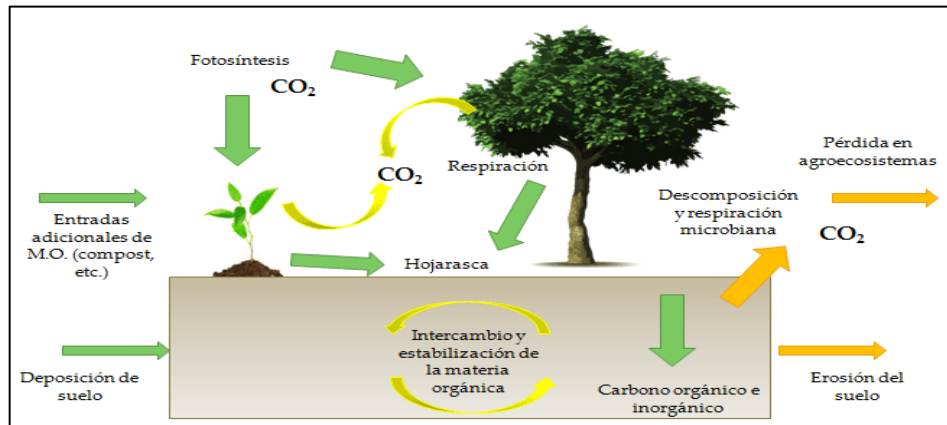 Fotosíntesis
CO₂
CO₂
Respiración
Pérdida en
agroecosistemas
Descomposición
y respiración
microbiana
CO₂
Entradas
adicionales de
M.O. (compost,
etc.)
Hojarasca
Intercambio y
estabilización de
la materia
orgánica
Deposición de
suelo
Carbono orgánico e
inorgánico
Erosión del
suelo